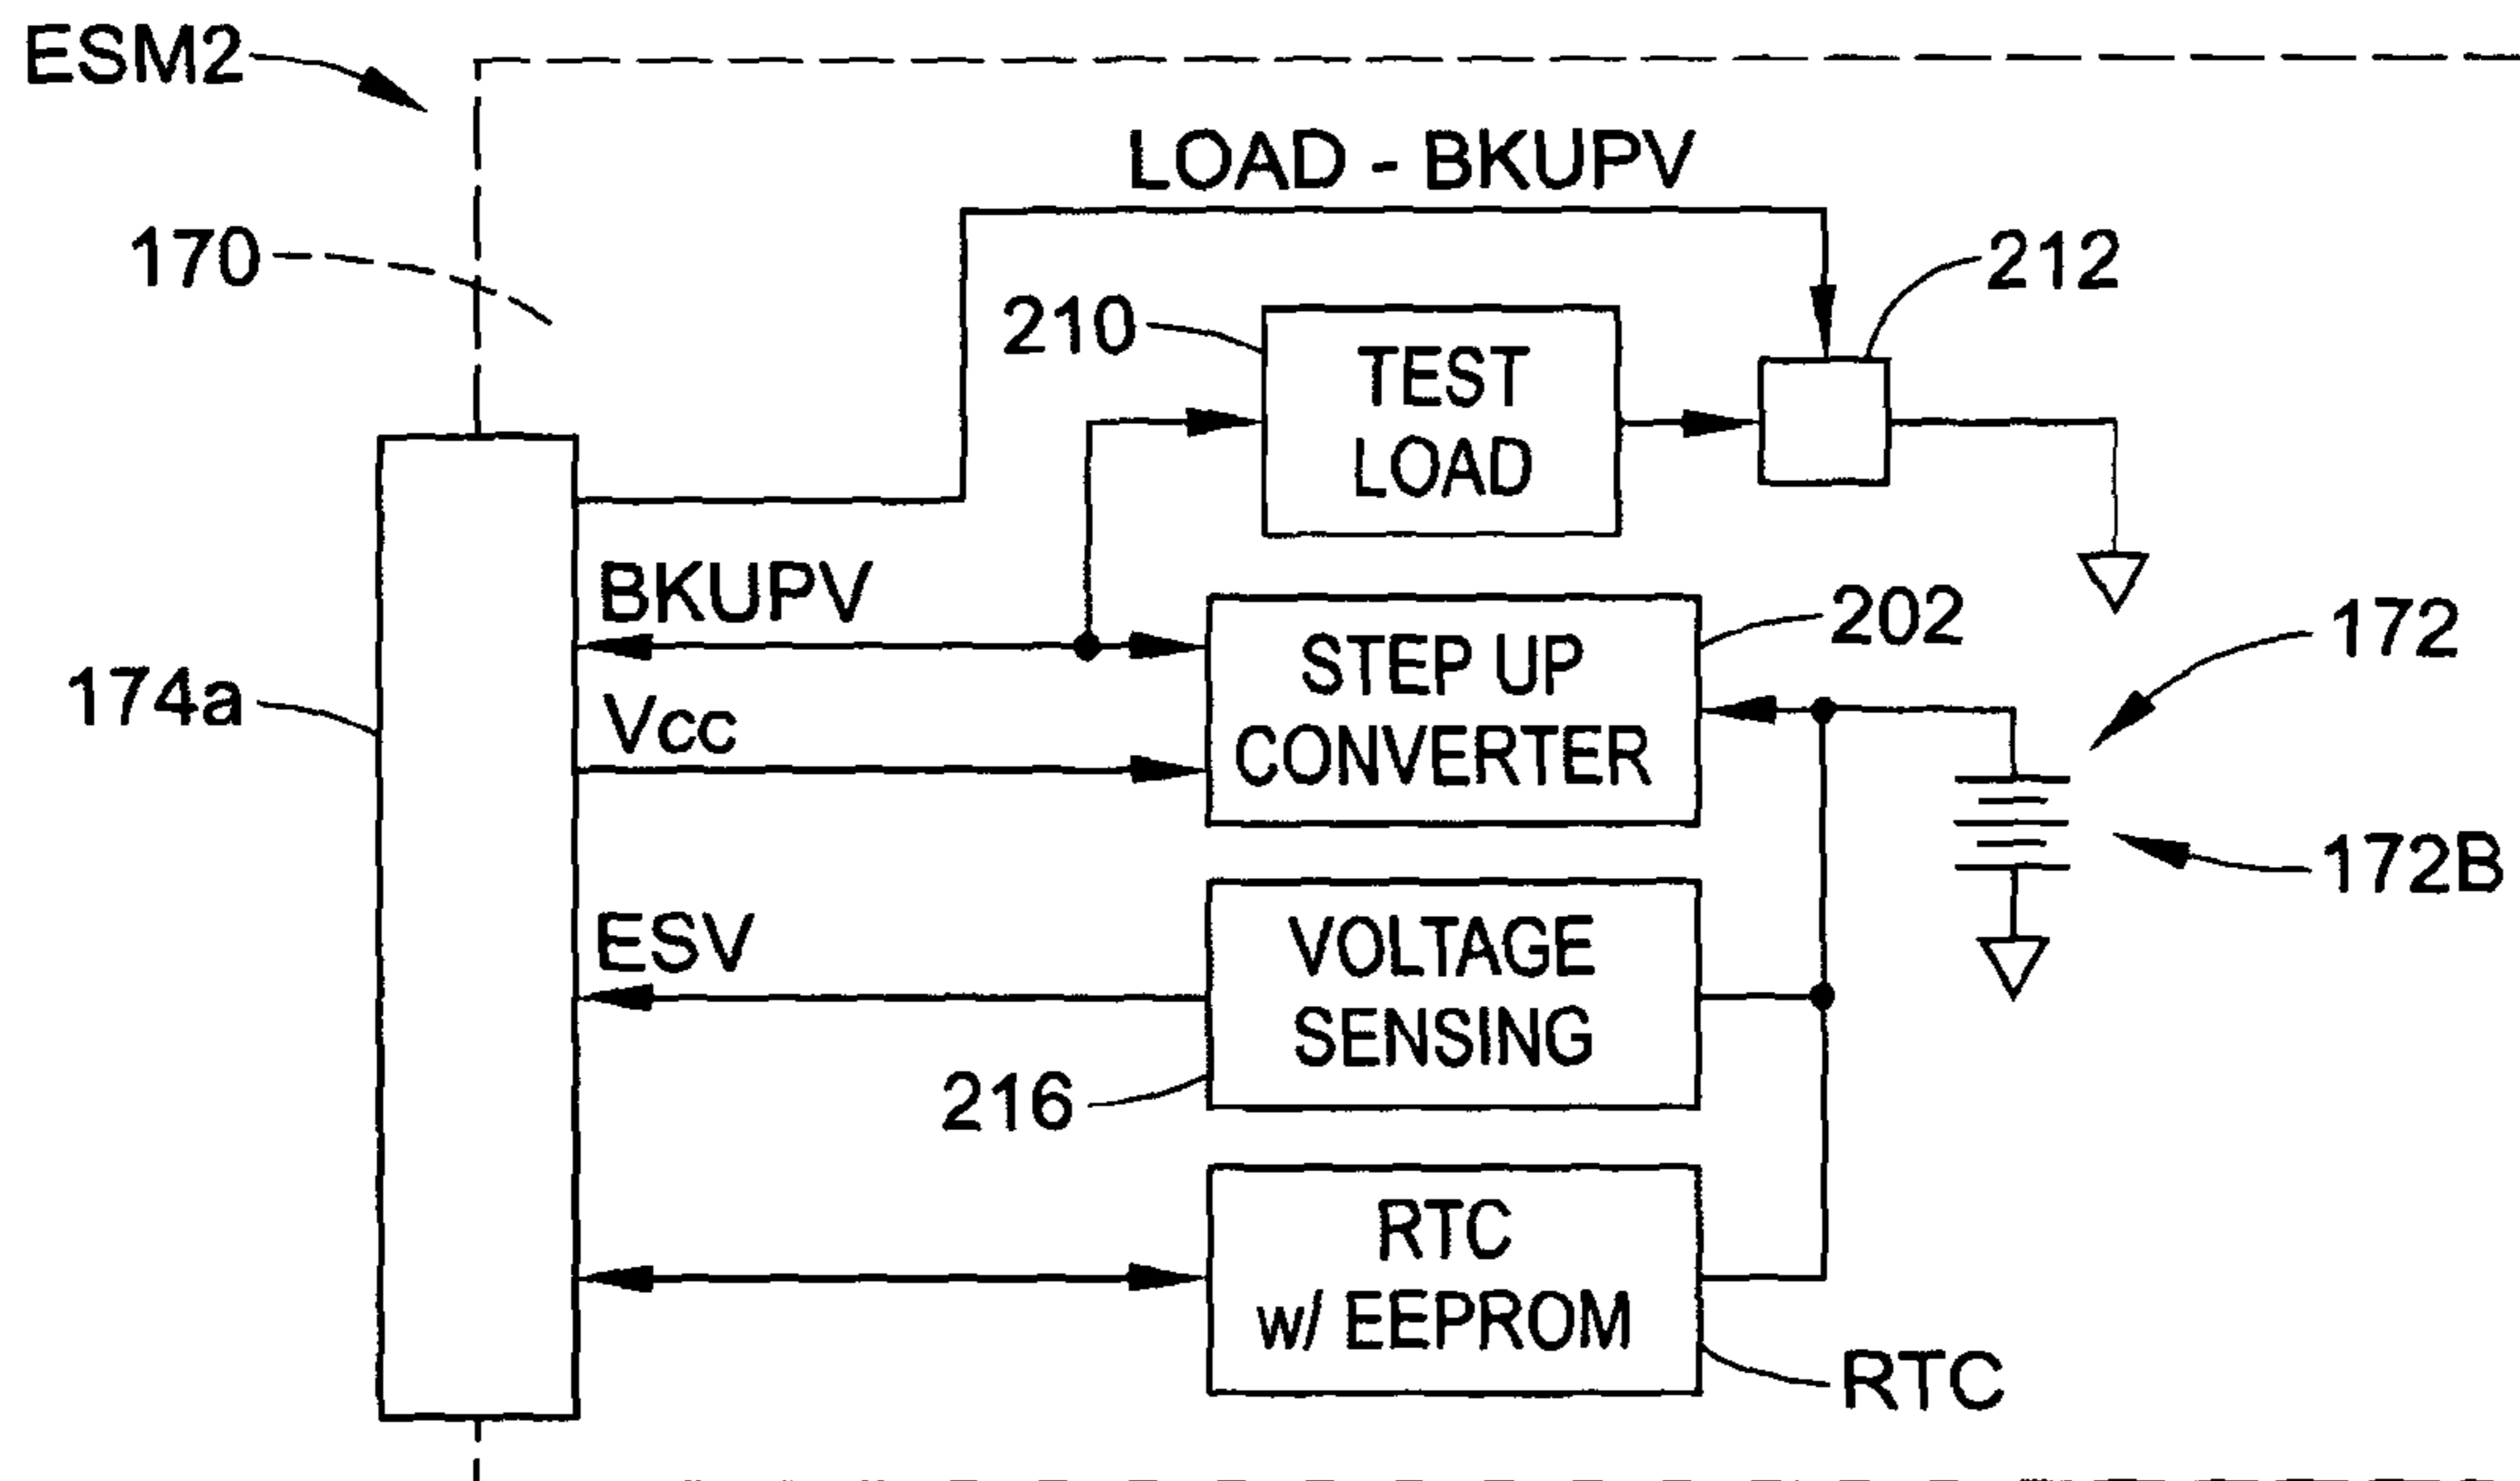 ESM2
LOAD - BKUPV
170
212
210
TEST
LOAD
BKUPV
202
172
STEP UP
CONVERTER
174a
Vcc
172B
ESV
VOLTAGE
SENSING
216
RTC
w/ EEPROM
RTC